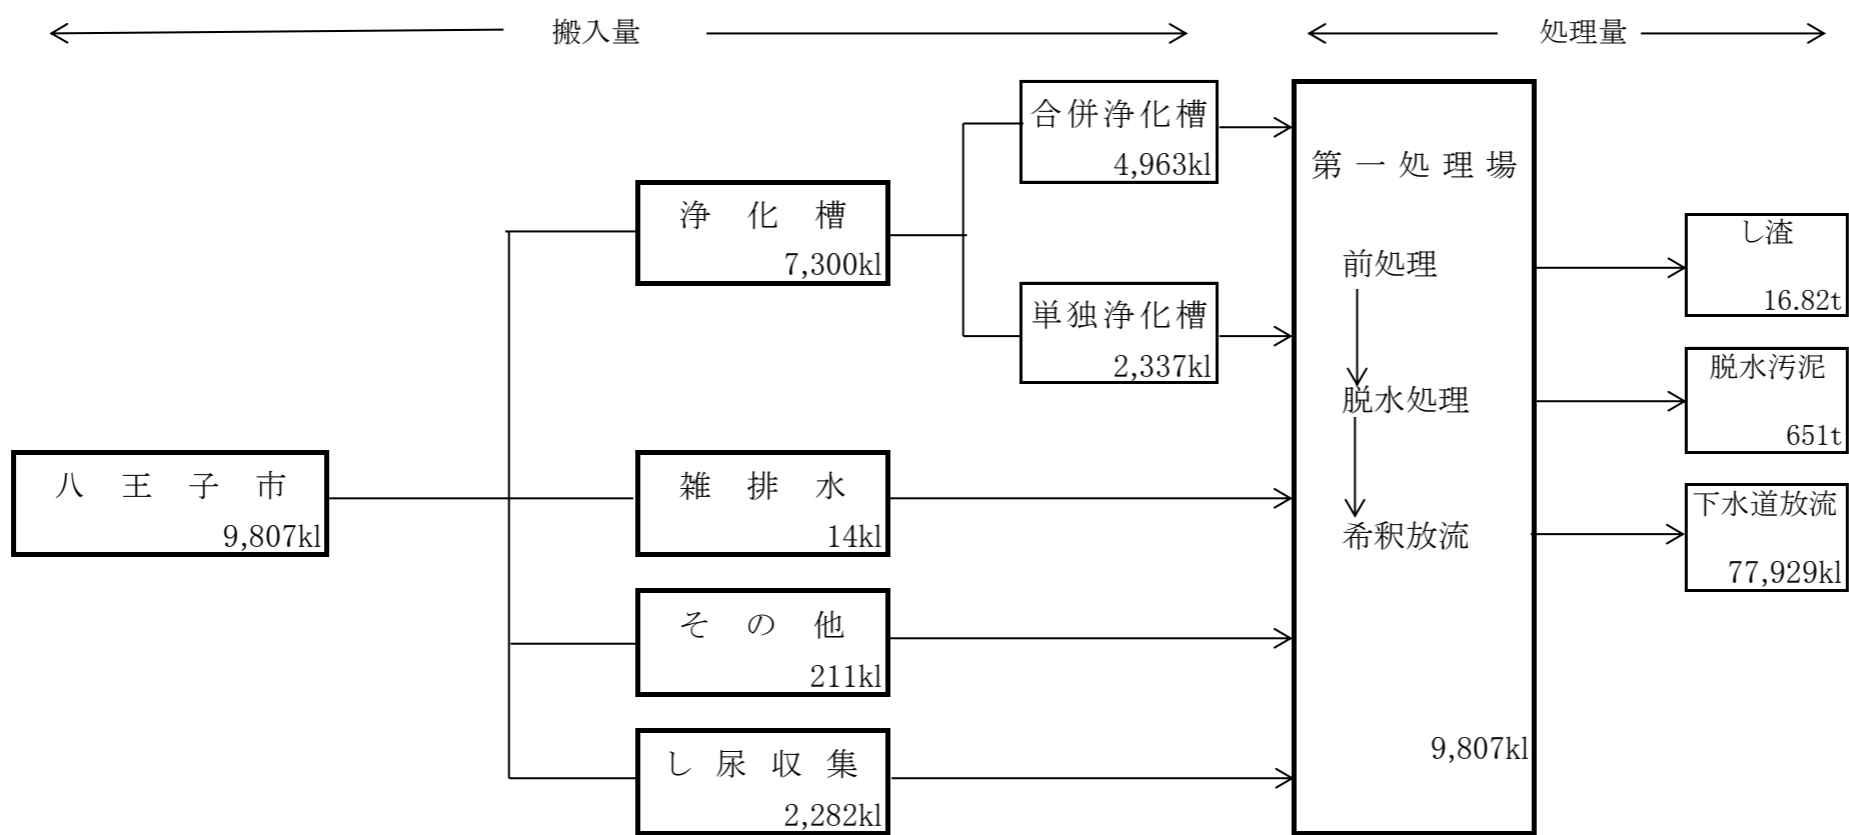 搬入量
処理量
合併浄化槽
4,963kl
浄化槽
7,300kl
単独浄化槽
2,337kl
八王子市
9,807kl
雑排水
14kl
その他
211kl
し尿収集
2,282kl
第一処理場
前処理
脱水処理
希釈放流
9,807kl
し渣
16.82t
脱水汚泥
651t
下水道放流
77,929kl